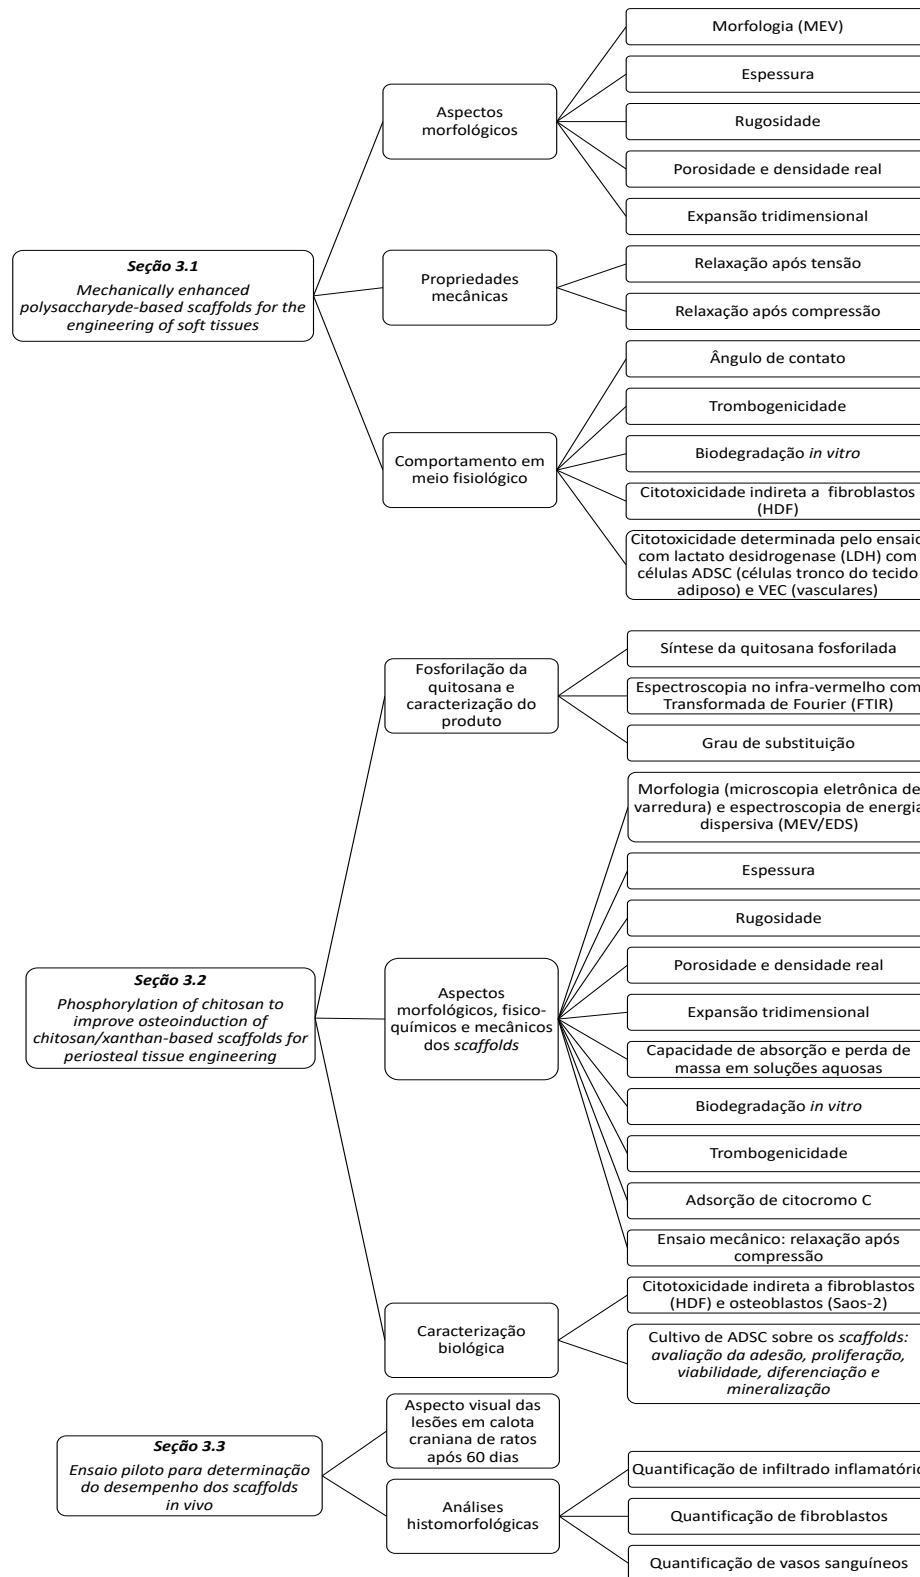 Seção 3.1
Mechanically enhanced
polysaccharyde-based scaffolds for the
engineering of soft tissues
Aspectos
morfológicos
Morfologia (MEV)
Espessura
Rugosidade
Porosidade e densidade real
Expansão tridimensional
Propriedades
mecânicas
Relaxação após tensão
Relaxação após compressão
Comportamento em
meio fisiológico
Ângulo de contato
Trombogenicidade
Biodegradação in vitro
Citotoxicidade indireta a fibroblastos
(HDF)
Citotoxicidade determinada pelo ensaio
com lactato desidrogenase (LDH) com
células ADSC (células tronco do tecido
adiposo) e VEC (vasculares)
Seção 3.2
Phosphorylation of chitosan to
improve osteoinduction of
chitosan/xanthan-based scaffolds for
periosteal tissue engineering
Fosforilação da
quitosana e
caracterização do
produto
Síntese da quitosana fosforilada
Espectroscopia no infra-vermelho com
Transformada de Fourier (FTIR)
Grau de substituição
Aspectos
morfológicos, fisico-
químicos e mecânicos
dos scaffolds
Morfologia (microscopia eletrônica de
varredura) e espectroscopia de energia
dispersiva (MEV/EDS)
Espessura
Rugosidade
Porosidade e densidade real
Expansão tridimensional
Capacidade de absorção e perda de
massa em soluções aquosas
Biodegradação in vitro
Trombogenicidade
Adsorção de citocromo C
Ensaio mecânico: relaxação após
compressão
Caracterização
biológica
Citotoxicidade indireta a fibroblastos
(HDF) e osteoblastos (Saos-2)
Cultivo de ADSC sobre os scaffolds:
avaliação da adesão, proliferação,
viabilidade, diferenciação e
mineralização
Seção 3.3
Ensaio piloto para determinação
do desempenho dos scaffolds
in vivo
Aspecto visual das
lesões em calota
craniana de ratos
após 60 dias
Análises
histomorfológicas
Quantificação de infiltrado inflamatório
Quantificação de fibroblastos
Quantificação de vasos sanguíneos